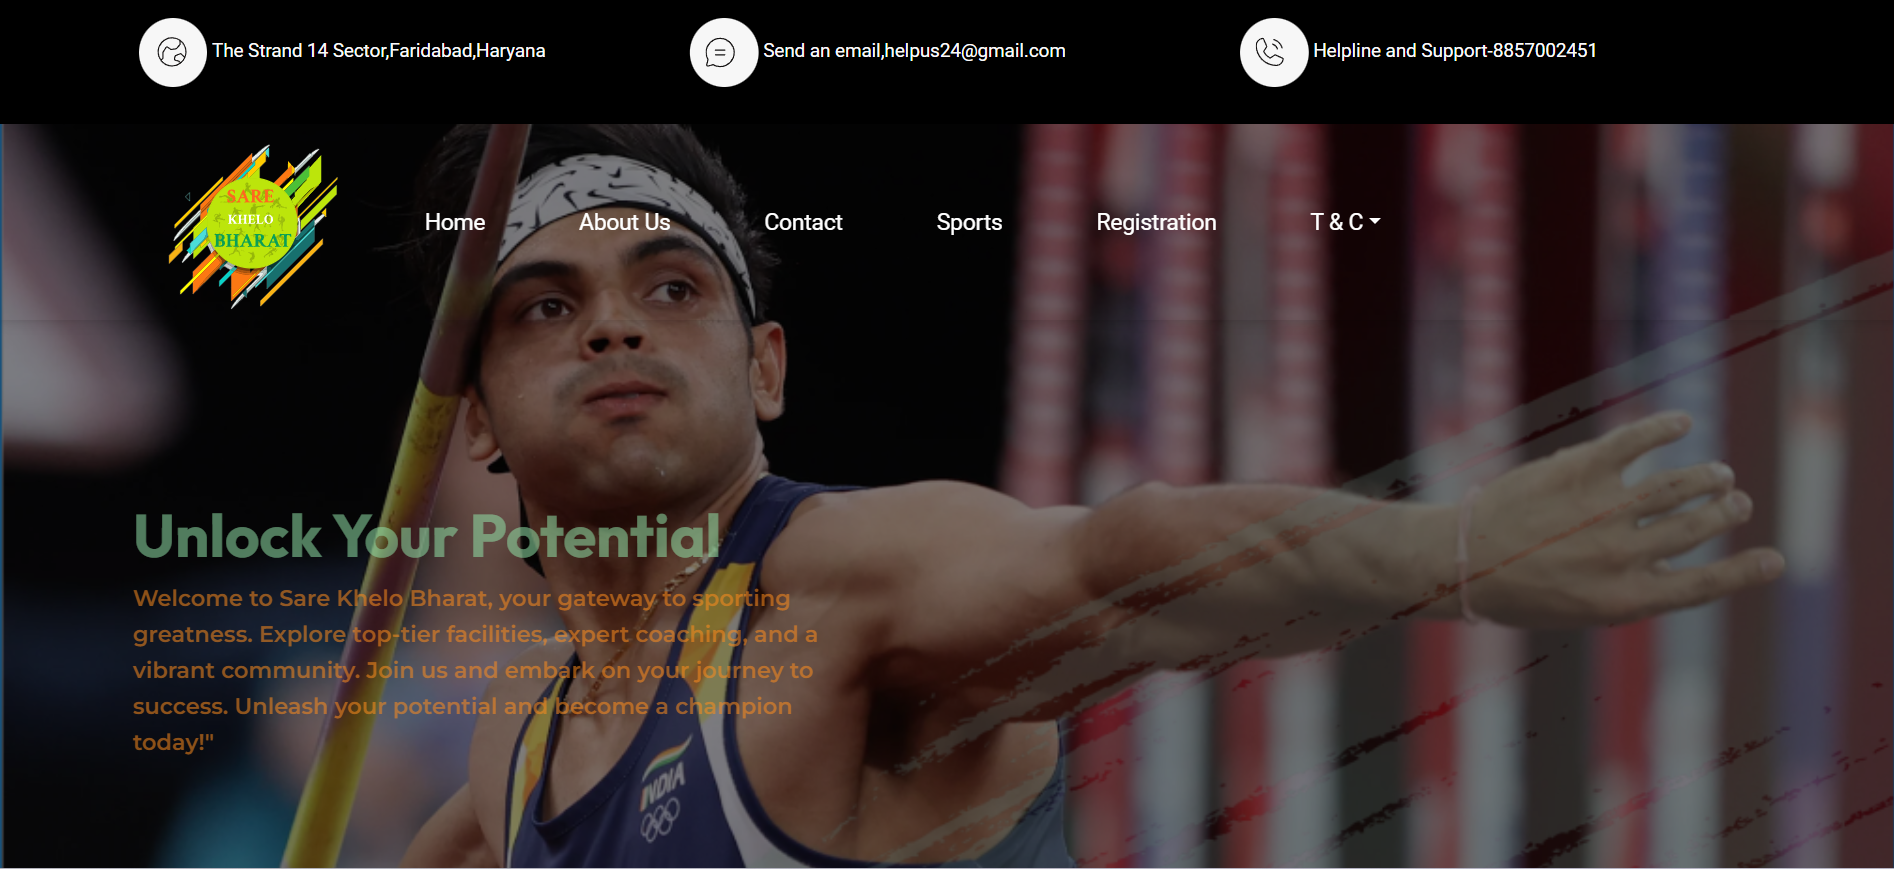 The Strand 14 Sector,Faridabad,Haryana
Send an email,helpus24@gmail.com
Helpline and Support-8857002451
SARE
KHELO
BHARAT
Home
About Us
Contact
Sports
Registration
T & C
Unlock Your Potential
Welcome to Sare Khelo Bharat, your gateway to sporting
greatness. Explore top-tier facilities, expert coaching, and a
vibrant community. Join us and embark on your journey to
success. Unleash your potential and become a champion
today!"
INDIA